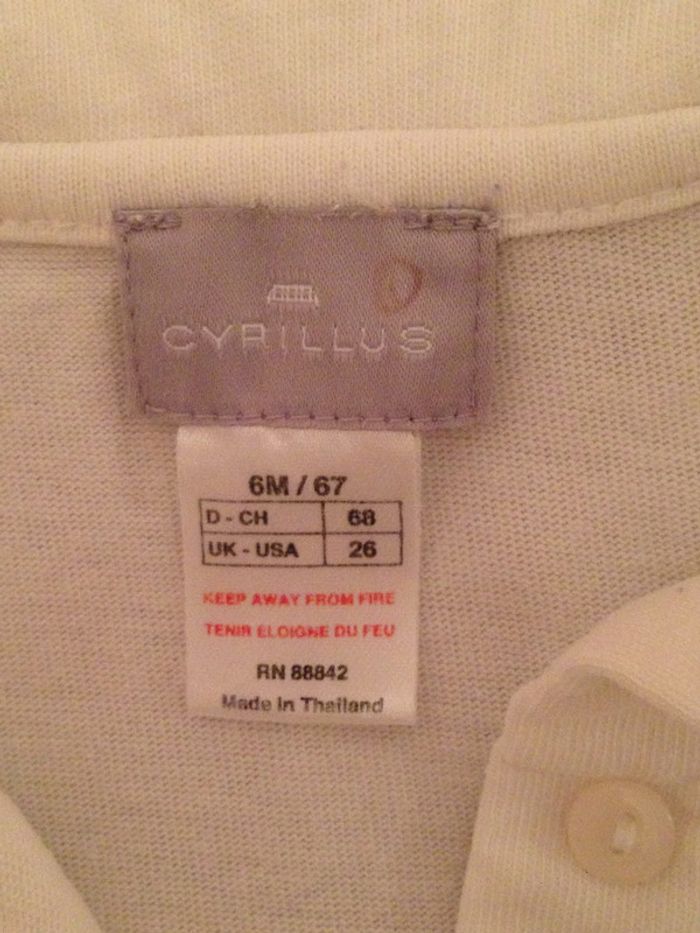 CYRILLUS
6M / 67
D - CH 68
UK - USA 26
KEEP AWAY FROM FIRE
TENIR ELOIGNE DU FEU
RN 88842
Made in Thailand